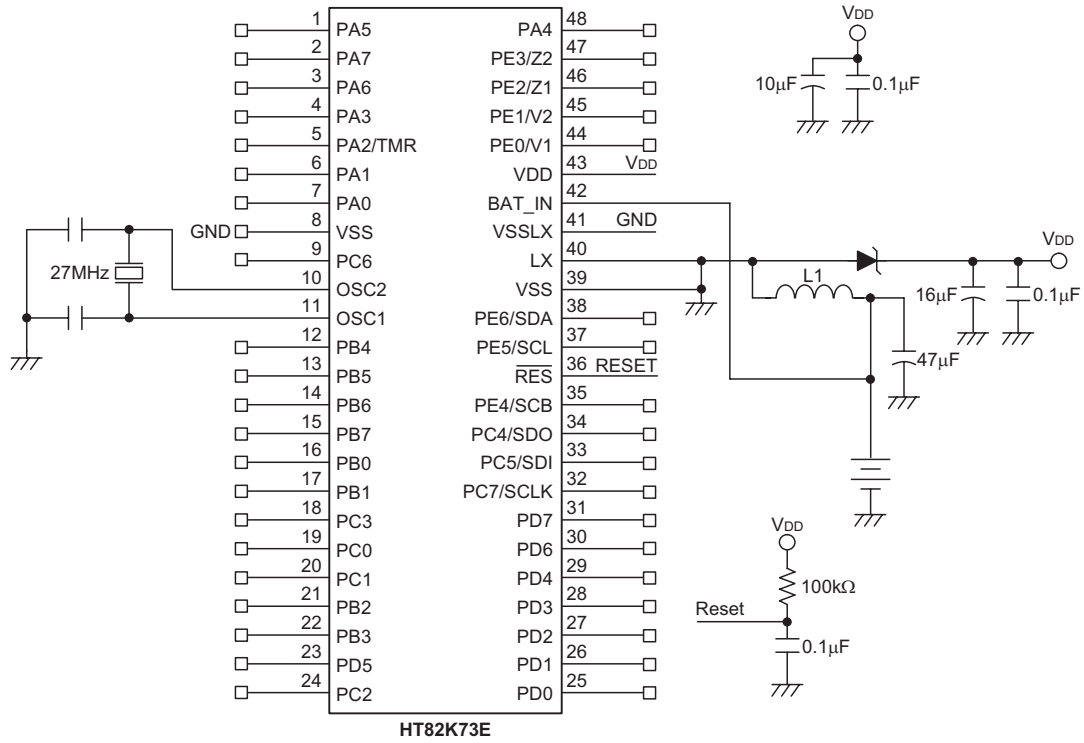 1 PA5
2 PA7
3 PA6
4 PA3
5 PA2/TMR
6 PA1
7 PA0
GND 8 VSS
9 PC6
10 OSC2
11 OSC1
12 PB4
13 PB5
14 PB6
15 PB7
16 PB0
17 PB1
18 PC3
19 PC0
20 PC1
21 PB2
22 PB3
23 PD5
24 PC2
27MHz
PA4 48
PE3/Z2 47
PE2/Z1 46
PE1/V2 45
PE0/V1 44
VDD 43 VDD
BAT_IN 42
VSSLX 41 GND
LX 40
VSS 39
PE6/SDA 38
PE5/SCL 37
RES 36 RESET
PE4/SCB 35
PC4/SDO 34
PC5/SDI 33
PC7/SCLK 32
PD7 31
PD6 30
PD4 29
PD3 28
PD2 27
PD1 26
PD0 25
HT82K73E
VDD
10µF 0.1µF
VDD
L1
16µF 0.1µF
47µF
VDD
100kΩ
Reset
0.1µF